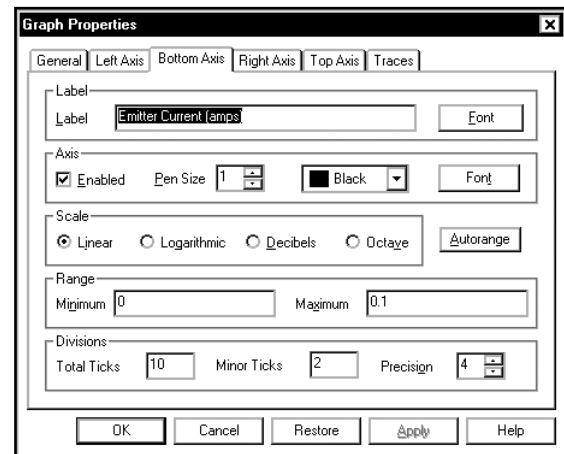 Graph Properties
General Left Axis Bottom Axis Right Axis Top Axis Traces
Label
Label Emitter Current (amps) Font
Axis
Enabled Pen Size 1 Black Font
Scale
Linear Logarithmic Decibels Octave Autorange
Range
Minimum 0 Maximum 0.1
Divisions
Total Ticks 10 Minor Ticks 2 Precision 4
OK Cancel Restore Apply Help